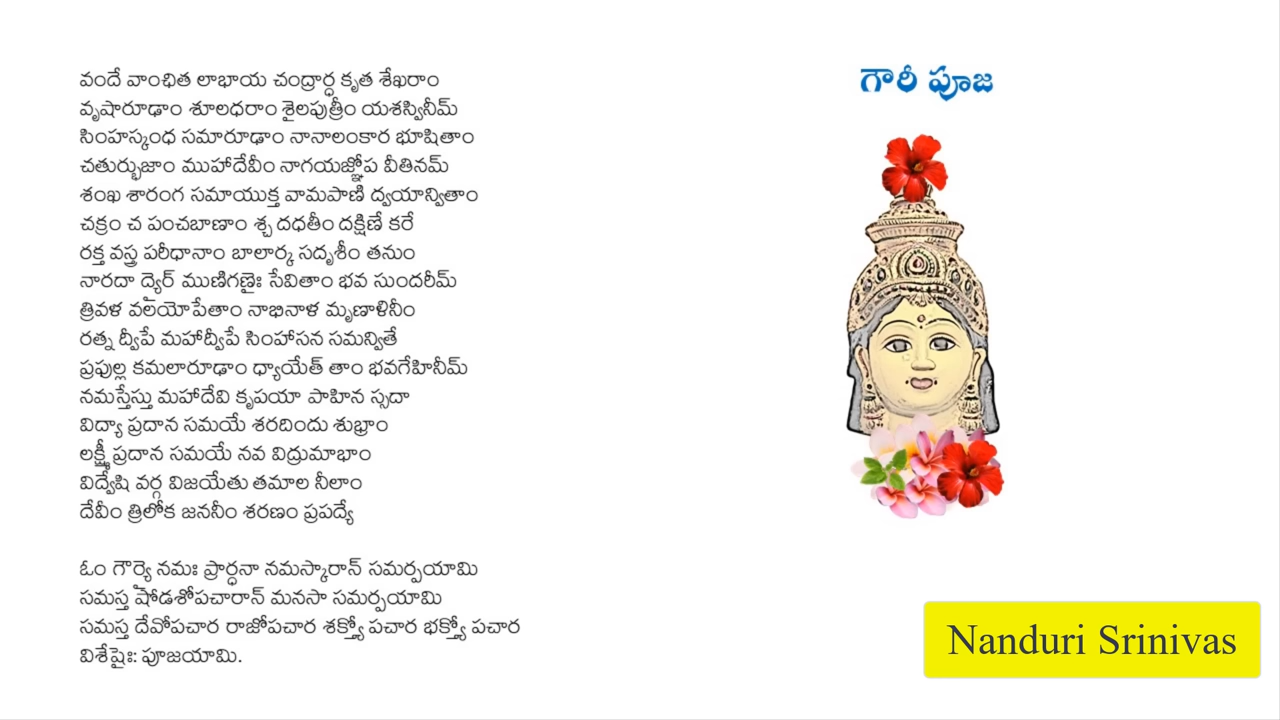 వందే వాంఛిత లాభాయ చంద్రార్ధ కృత శేఖరాం
వృషారూఢాం శూలధరాం శైలపుత్రీం యశస్వినీమ్
సింహస్కంధ సమారూఢాం నానాలంకార భూషితాం
చతుర్భుజాం ముహాదేవీం నాగయజ్ఞోప వీతినమ్
శంఖ శారంగ సమాయుక్త వామపాణి ద్వయాన్వితాం
చక్రం చ పంచబాణాం శ్చ దధతీం దక్షిణే కరే
రక్త వస్త్ర పరీధానాం బాలార్క సదృశీం తనుం
నారదా ద్యైర్ ముణిగణైః సేవితాం భవ సుందరీమ్
త్రివళ వలయోపేతాం నాభినాళ మృణాళినీం
రత్న ద్వీపే మహాద్వీపే సింహాసన సమన్వితే
ప్రఫుల్ల కమలారూఢాం ధ్యాయేత్ తాం భవగేహినీమ్
నమస్తేస్తు మహాదేవి కృపయా పాహిన స్సదా
విద్యా ప్రదాన సమయే శరదిందు శుభ్రాం
లక్ష్మీ ప్రదాన సమయే నవ విద్రుమాభాం
విద్వేషి వర్గ విజయేతు తమాల నీలాం
దేవీం త్రిలోక జననీం శరణం ప్రపద్యే
ఓం గౌర్యై నమః ప్రార్ధనా నమస్కారాన్ సమర్పయామి
సమస్త షోడశోపచారాన్ మనసా సమర్పయామి
సమస్త దేవోపచార రాజోపచార శక్త్యో పచార భక్త్యో పచార
విశేషైః: పూజయామి.
గౌరీ పూజ
Nanduri Srinivas